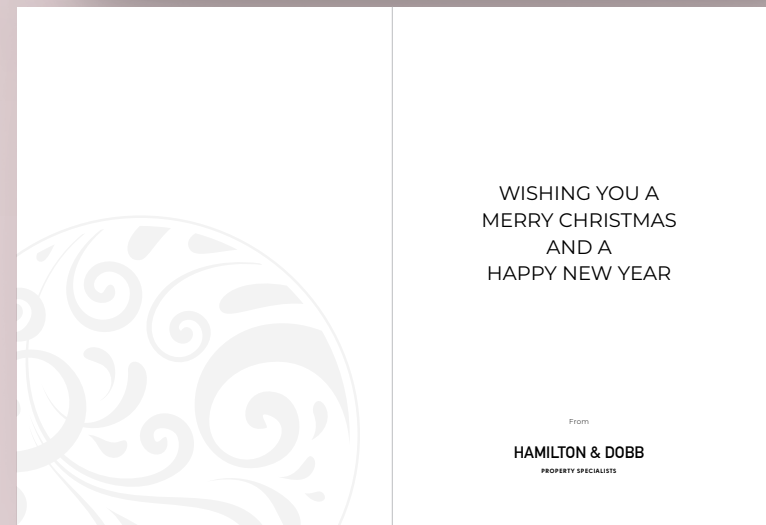 WISHING YOU A
MERRY CHRISTMAS
AND A
HAPPY NEW YEAR
From
HAMILTON & DOBB
PROPERTY SPECIALISTS